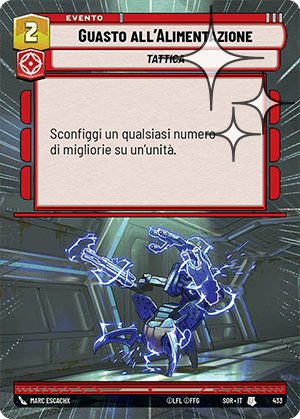 2
EVENTO
GUASTO ALL'ALIMENTAZIONE
TATTICA
Sconfiggi un qualsiasi numero
di migliorie su un'unità.
MARC ESCACHX
©LFL ©FFG
SOR • IT
433